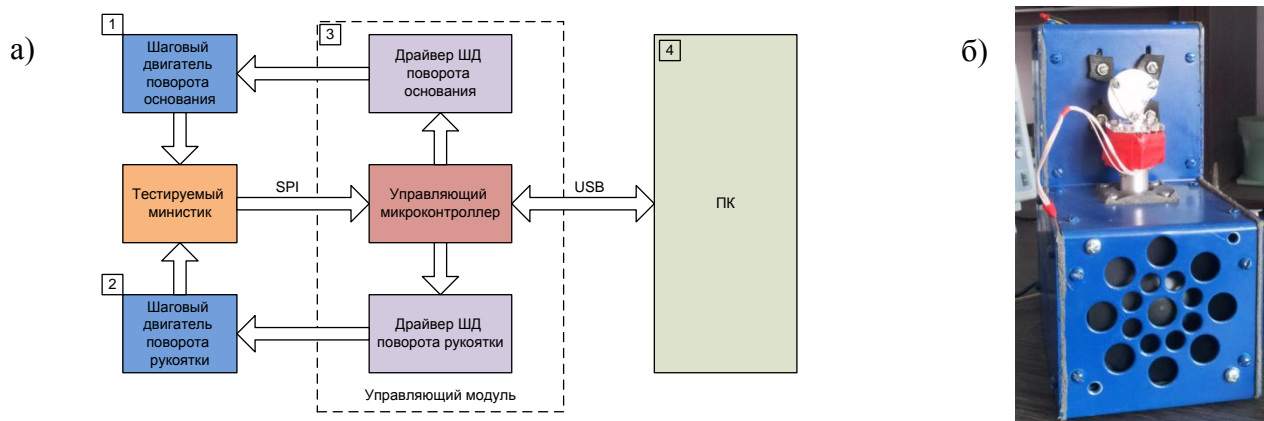 а)
1
Шаговый
двигатель
поворота
основания
3
Драйвер ШД
поворота
основания
4
б)
Тестируемый
министик
SPI
Управляющий
микроконтроллер
USB
ПК
2
Шаговый
двигатель
поворота
рукоятки
Драйвер ШД
поворота рукоятки
Управляющий модуль